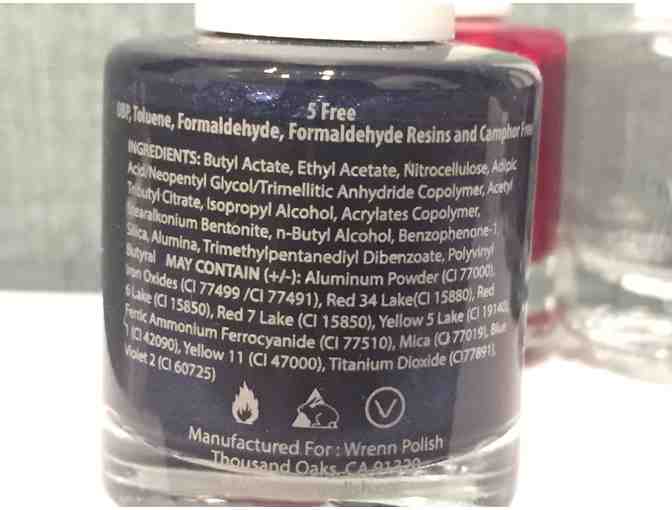 5 Free
DBP, Toluene, Formaldehyde, Formaldehyde Resins and Camphor Free
INGREDIENTS: Butyl Actate, Ethyl Acetate, Nitrocellulose, Adipic
Acid/Neopentyl Glycol/Trimellitic Anhydride Copolymer, Acetyl
Tributyl Citrate, Isopropyl Alcohol, Acrylates Copolymer,
Stearalkonium Bentonite, n-Butyl Alcohol, Benzophenone-1,
Silica, Alumina, Trimethylpentanediyl Dibenzoate, Polyvinyl
Butyral MAY CONTAIN (+/-): Aluminum Powder (CI 77000),
Iron Oxides (CI 77499 /CI 77491), Red 34 Lake(CI 15880), Red
6 Lake (CI 15850), Red 7 Lake (CI 15850), Yellow 5 Lake (CI 19140),
Ferric Ammonium Ferrocyanide (CI 77510), Mica (CI 77019), Blue
1 (CI 42090), Yellow 11 (CI 47000), Titanium Dioxide (CI77891),
Violet 2 (CI 60725)
V
Manufactured For : Wrenn Polish
Thousand Oaks, CA 91320